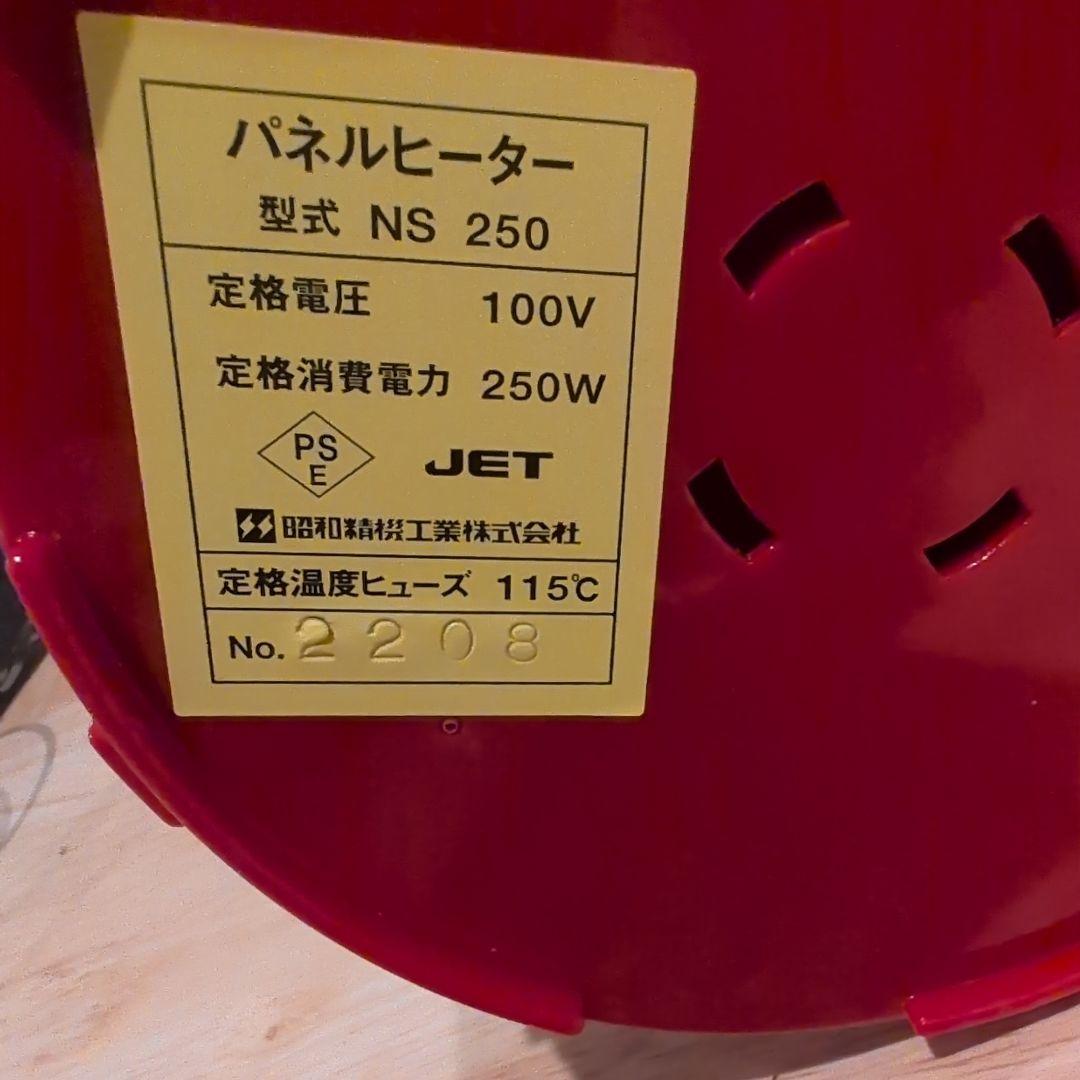 パネルヒーター
型式 NS 250
定格電圧 100V
定格消費電力 250W
PS
E
JET
昭和精機工業株式会社
定格温度ヒューズ 115℃
No. 2208